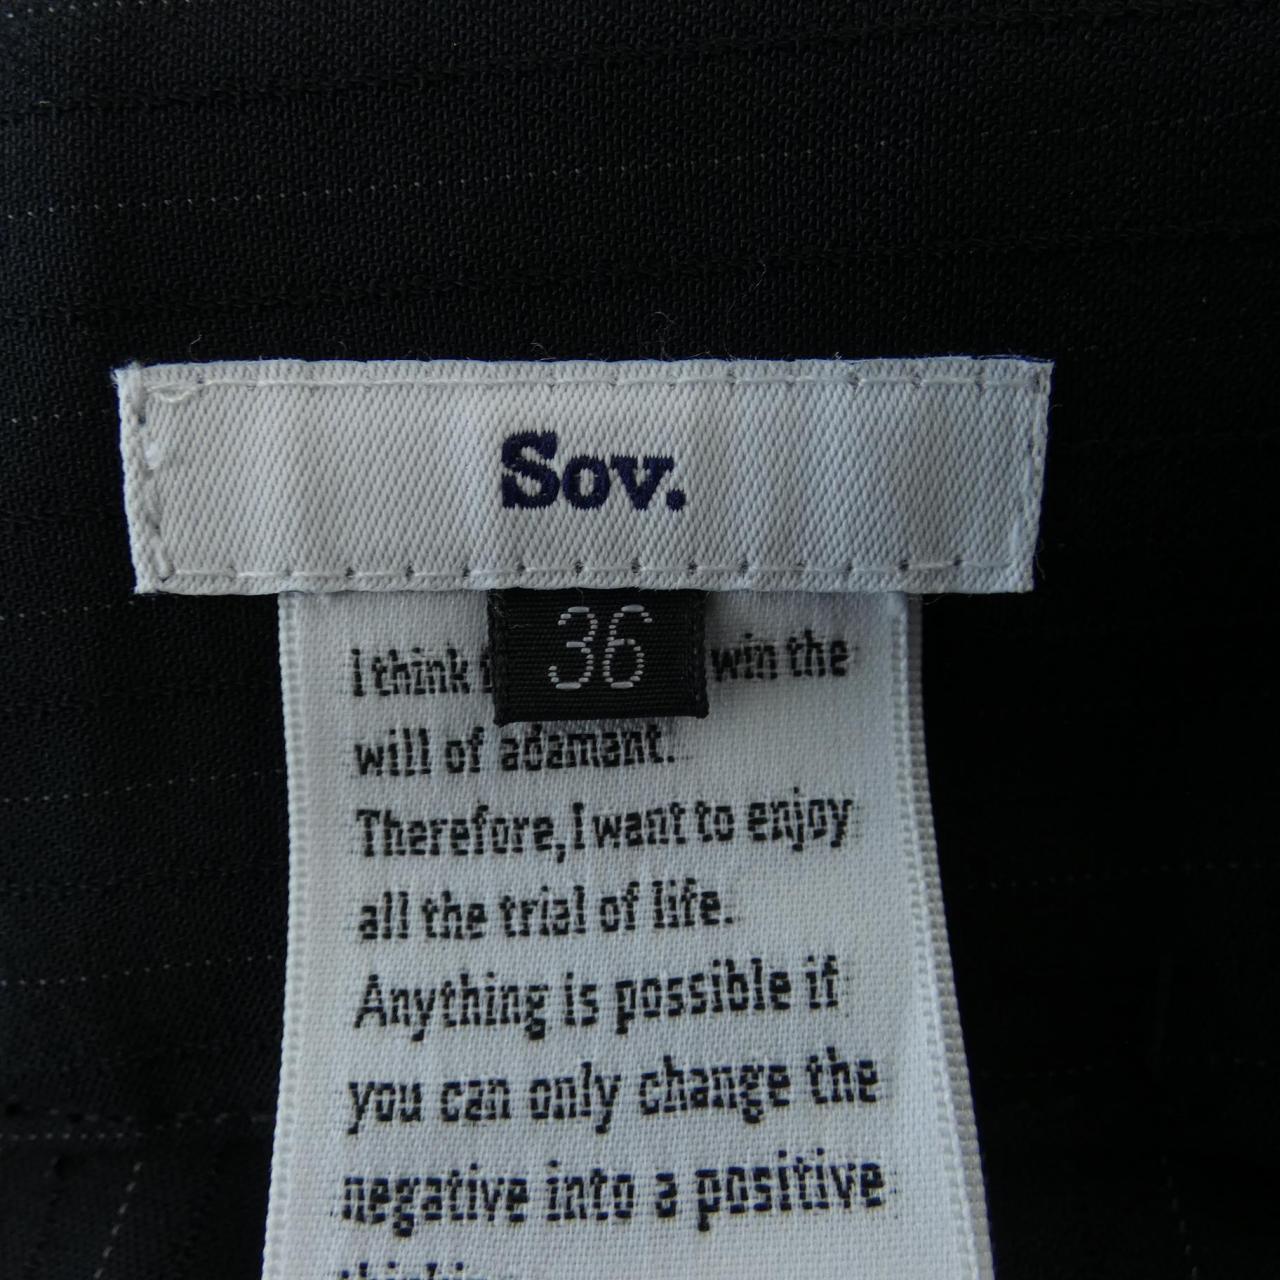 Sov.
36
I think win the
will of adamant.
Therefore, I want to enjoy
all the trial of life.
Anything is possible if
you can only change the
negative into a positive